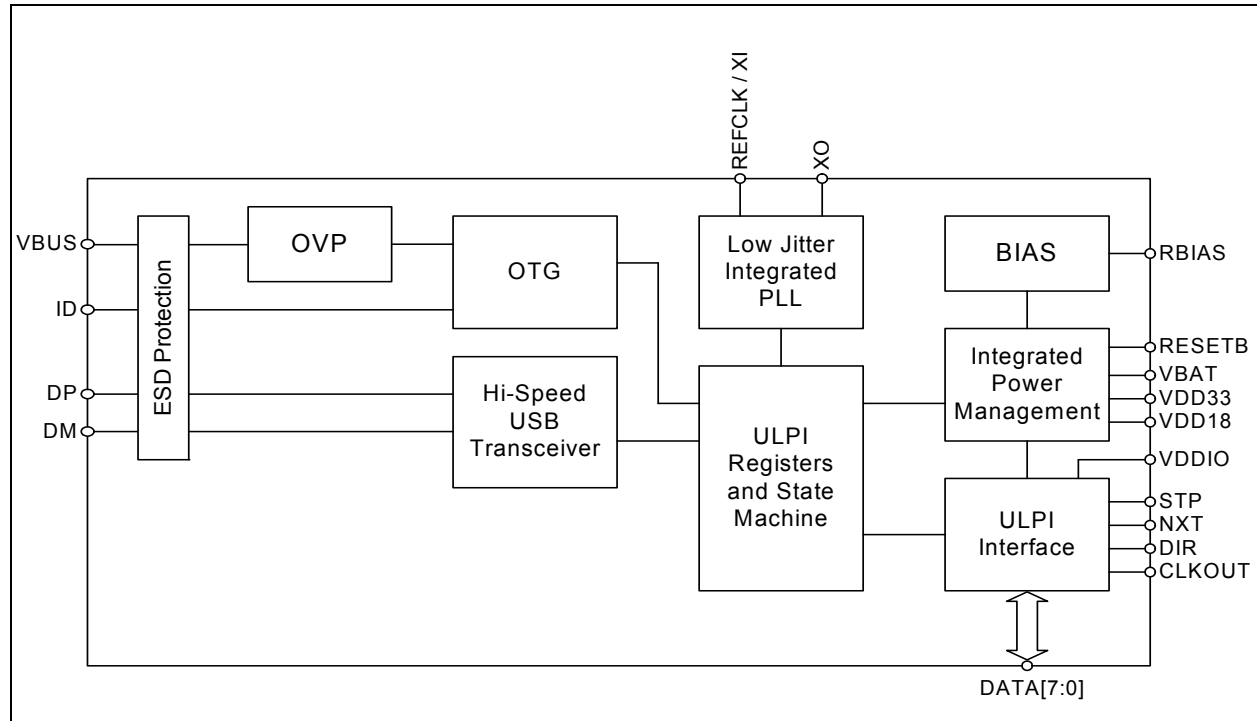 REFCLK / XI
XO
VBUS
ID
DP
DM
ESD Protection
OVP
OTG
Hi-Speed
USB
Transceiver
Low Jitter
Integrated
PLL
ULPI
Registers
and State
Machine
BIAS
Integrated
Power
Management
ULPI
Interface
RBIAS
RESETB
VBAT
VDD33
VDD18
VDDIO
STP
NXT
DIR
CLKOUT
DATA[7:0]